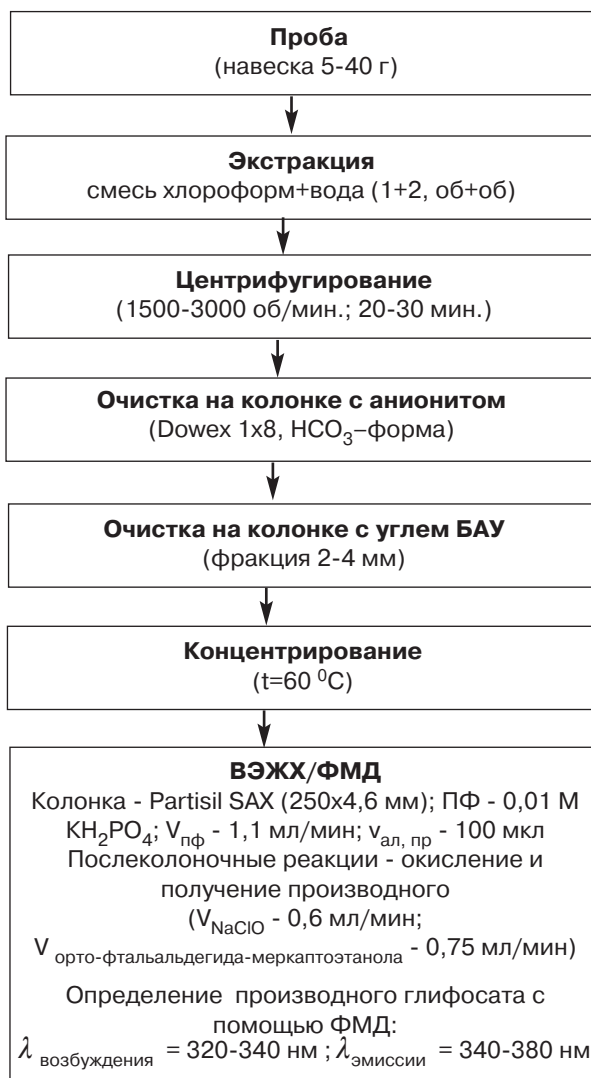 Проба
(навеска 5-40 г)
Экстракция
смесь хлороформ+вода (1+2, об+об)
Центрифугирование
(1500-3000 об/мин.; 20-30 мин.)
Очистка на колонке с анионитом
(Dowex 1x8, HCO₃–форма)
Очистка на колонке с углем БАУ
(фракция 2-4 мм)
Концентрирование
(t=60 ⁰C)
ВЭЖХ/ФМД
Колонка - Partisil SAX (250x4,6 мм); ПФ - 0,01 М
KH₂PO₄; Vпф - 1,1 мл/мин; vал, пр - 100 мкл
Послеколоночные реакции - окисление и
получение производного
(VNaClO - 0,6 мл/мин;
V орто-фтальальдегида-меркаптоэтанола - 0,75 мл/мин)
Определение производного глифосата с
помощью ФМД:
λ возбуждения = 320-340 нм ; λэмиссии = 340-380 нм